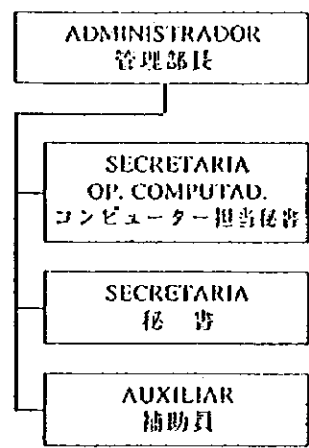 ADMINISTRADOR
管理部長
SECRETARIA
OP. COMPUTAD.
コンピューター担当秘書
SECRETARIA
秘 書
AUXILIAR
補助員